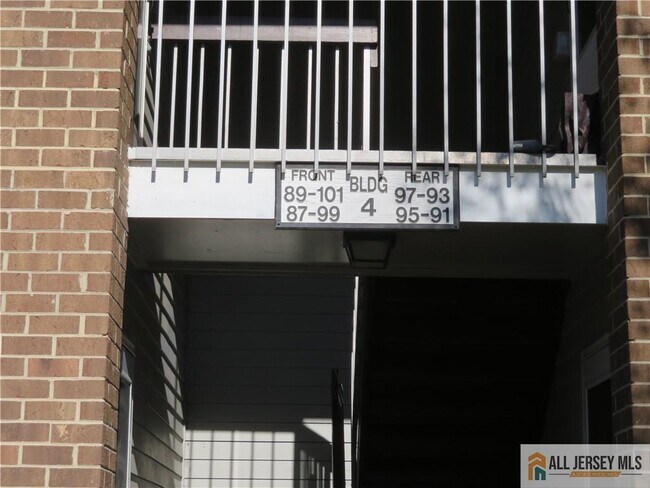 FRONT BLDG REAR
89-101 4 97-93
87-99 95-91
ALL JERSEY MLS